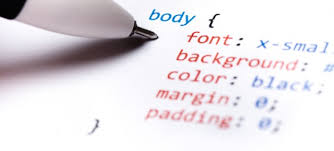 body {
font: x-smal
background: #
color: black;
margin: 0;
padding: 0;
}